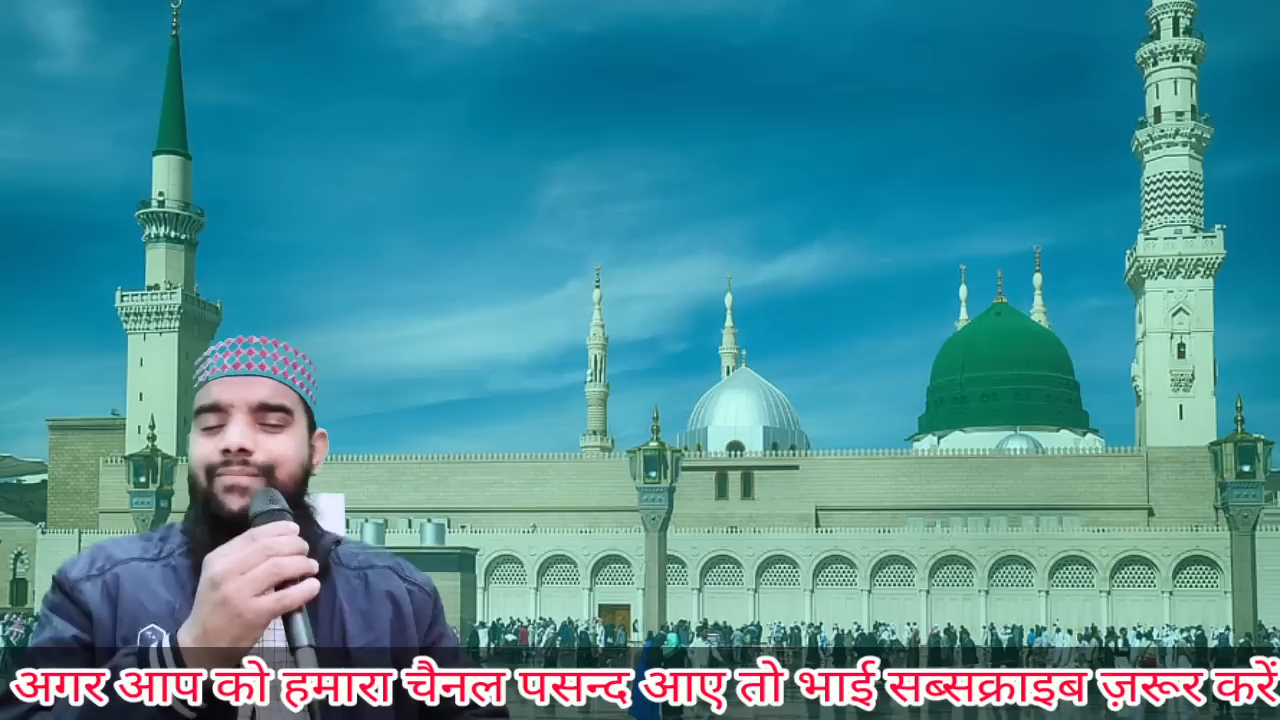 अगर आप को हमारा चैनल पसन्द आए तो भाई सब्सक्राइब ज़रूर करें